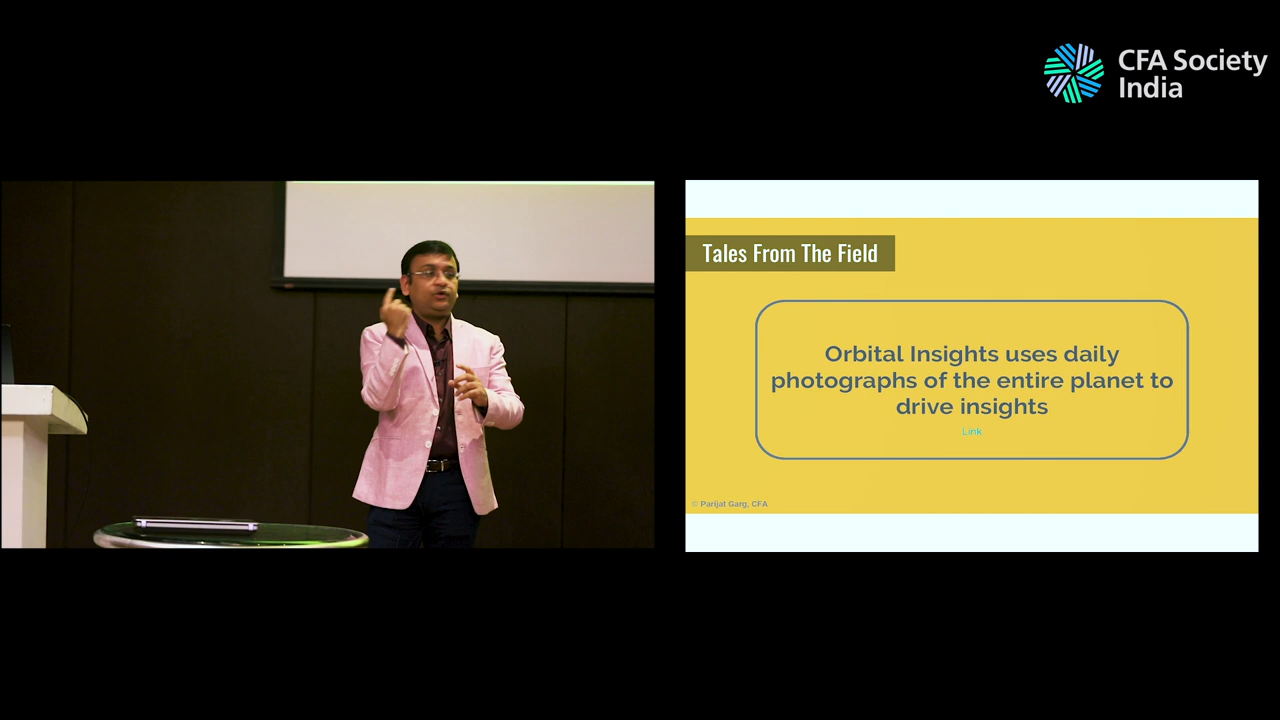 CFA Society
India
Tales From The Field
Orbital Insights uses daily
photographs of the entire planet to
drive insights
Link
© Parijat Garg, CFA